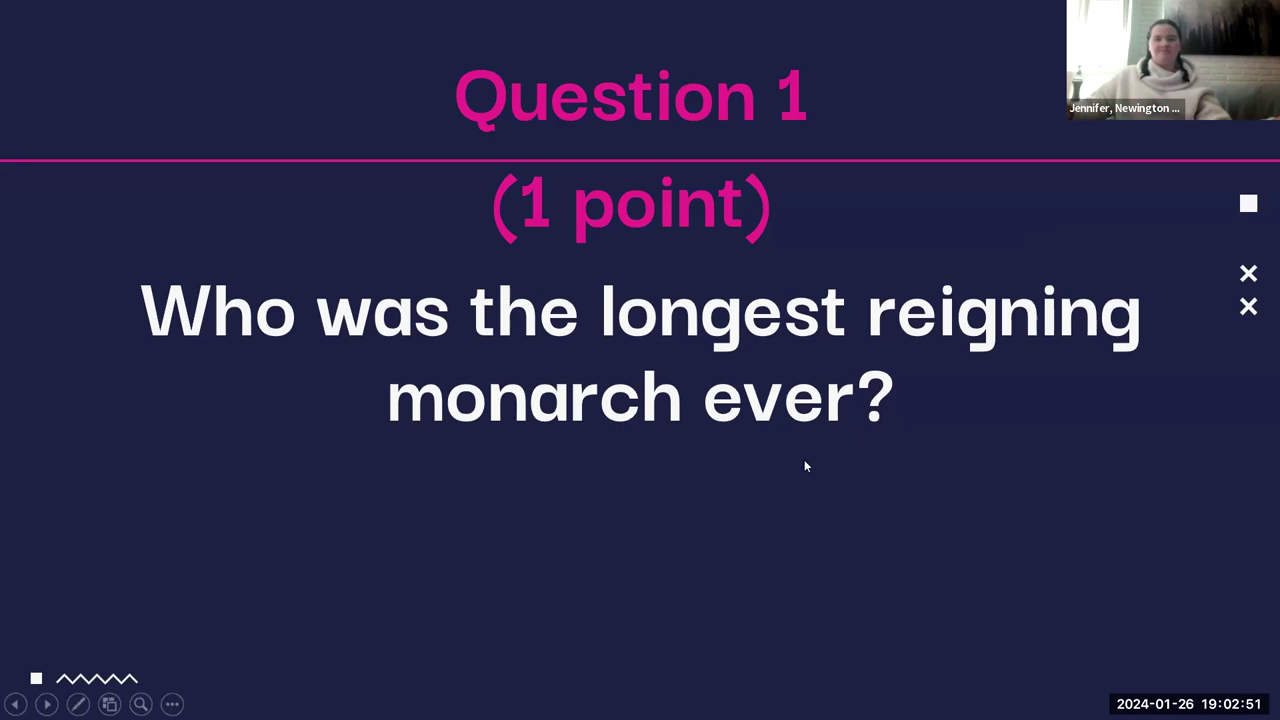 Question 1
(1 point)
Who was the longest reigning
monarch ever?
Jennifer, Newington ...
2024-01-26 19:02:51